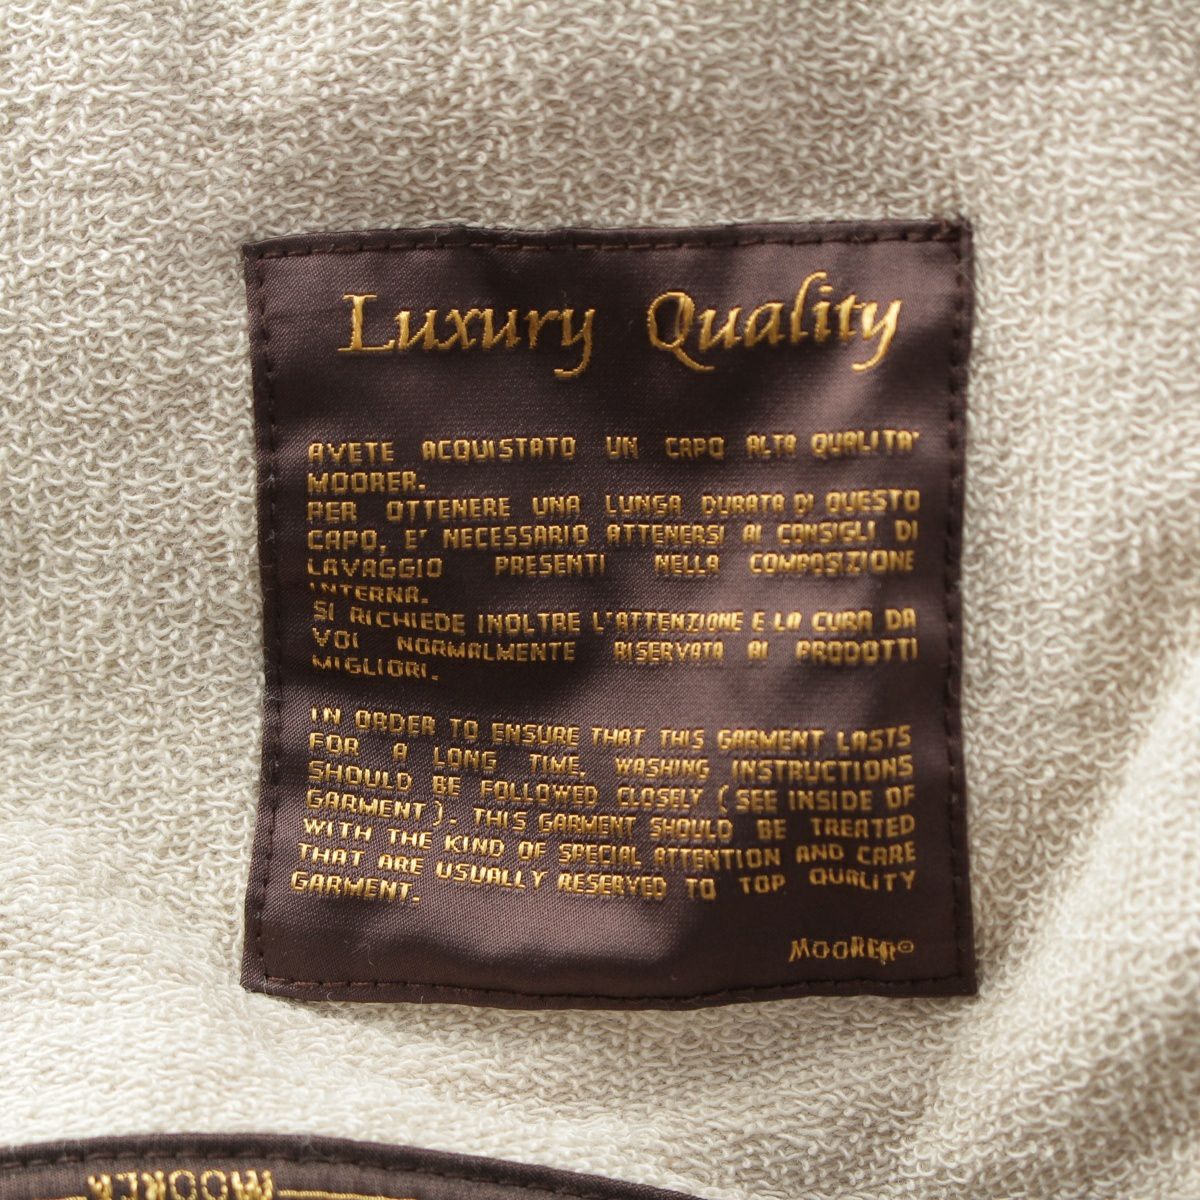 Luxury Quality
AVETE ACQUISTATO UN CAPO ALTA QUALITA'
MOORER.
PER OTTENERE UNA LUNGA DURATA DI QUESTO
CAPO, E' NECESSARIO ATTENERSI AI CONSIGLI DI
LAVAGGIO PRESENTI NELLA COMPOSIZIONE
INTERNA.
SI RICHIEDE INOLTRE L'ATTENZIONE E LA CURA DA
VOI NORMALMENTE RISERVATA AI PRODOTTI
MIGLIORI.
IN ORDER TO ENSURE THAT THIS GARMENT LASTS
FOR A LONG TIME, WASHING INSTRUCTIONS
SHOULD BE FOLLOWED CLOSELY (SEE INSIDE OF
GARMENT). THIS GARMENT SHOULD BE TREATED
WITH THE KIND OF SPECIAL ATTENTION AND CARE
THAT ARE USUALLY RESERVED TO TOP QUALITY
GARMENT.
MOORER©
MOORER